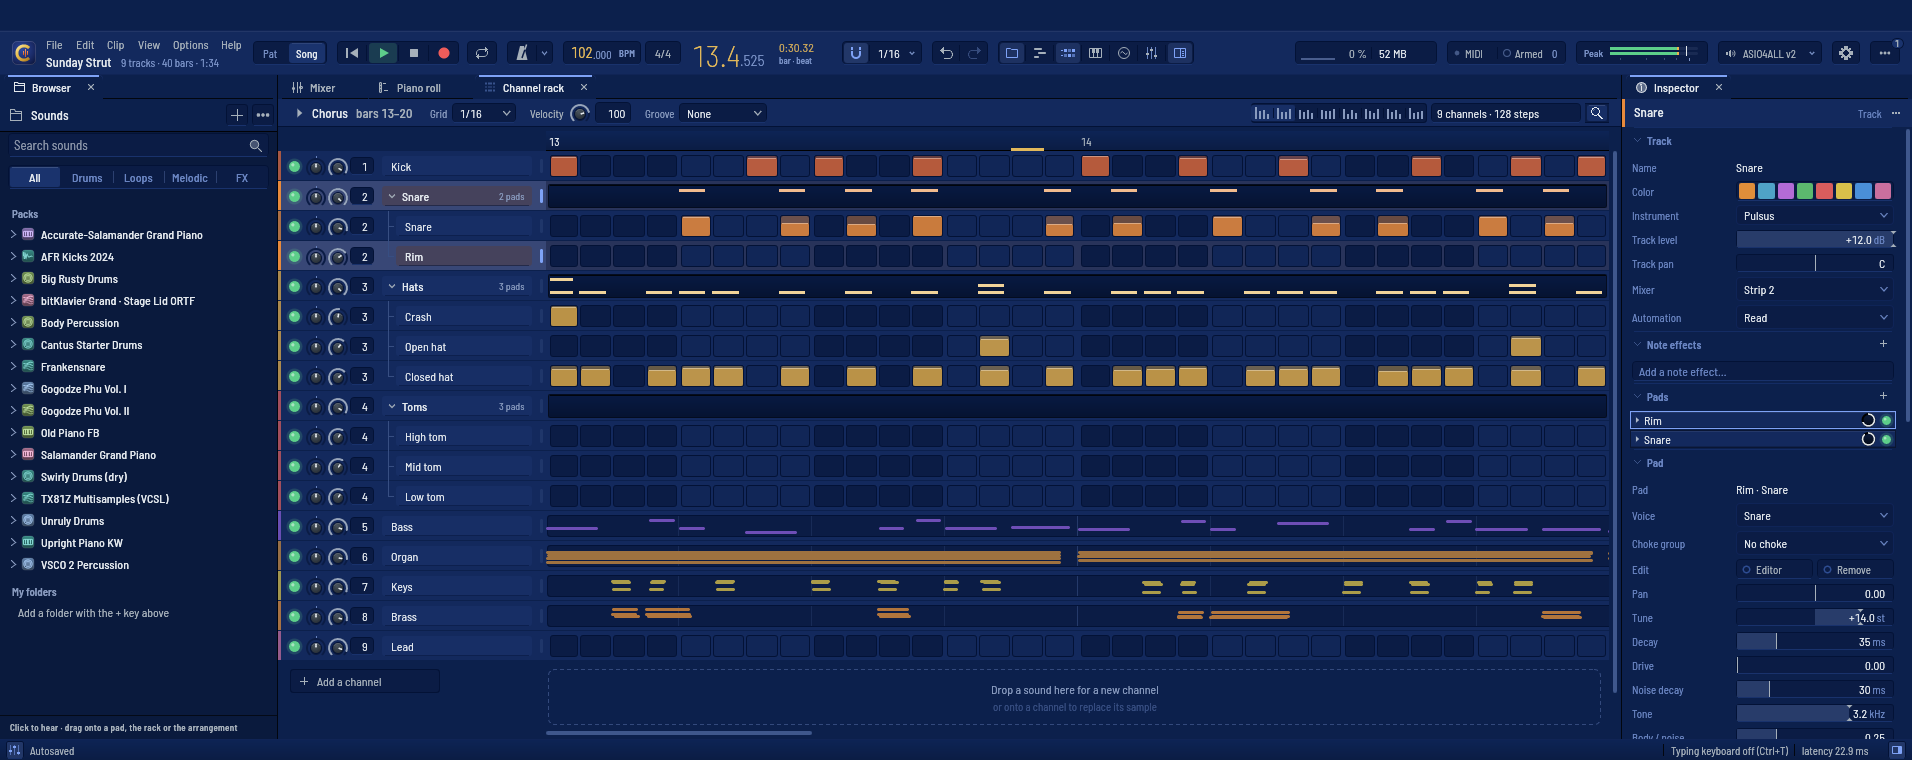 File Edit Clip View Options Help
Sunday Strut 9 tracks · 40 bars · 1:34
Pat Song
102.000 BPM 4/4
13.4.525
0:30.32
bar · beat
1/16
0 % 52 MB
MIDI Armed 0
Peak
ASIO4ALL v2
1
Browser
Mixer
Piano roll
Channel rack
Inspector
Sounds
Chorus bars 13–20
Grid 1/16
Velocity 100
Groove None
9 channels · 128 steps
Search sounds
All Drums Loops Melodic FX
Packs
Accurate-Salamander Grand Piano
AFR Kicks 2024
Big Rusty Drums
bitKlavier Grand · Stage Lid ORTF
Body Percussion
Cantus Starter Drums
Frankensnare
Gogodze Phu Vol. I
Gogodze Phu Vol. II
Old Piano FB
Salamander Grand Piano
Swirly Drums (dry)
TX81Z Multisamples (VCSL)
Unruly Drums
Upright Piano KW
VSCO 2 Percussion
My folders
Add a folder with the + key above
Click to hear · drag onto a pad, the rack or the arrangement
Autosaved
13 14
1 Kick
2 Snare 2 pads
2 Snare
2 Rim
3 Hats 3 pads
3 Crash
3 Open hat
3 Closed hat
4 Toms 3 pads
4 High tom
4 Mid tom
4 Low tom
5 Bass
6 Organ
7 Keys
8 Brass
9 Lead
+ Add a channel
Drop a sound here for a new channel
or onto a channel to replace its sample
Snare Track
Track
Name Snare
Color
Instrument Pulsus
Track level +12.0 dB
Track pan C
Mixer Strip 2
Automation Read
Note effects +
Add a note effect...
Pads +
Rim
Snare
Pad
Pad Rim · Snare
Voice Snare
Choke group No choke
Edit Editor Remove
Pan 0.00
Tune +14.0 st
Decay 35 ms
Drive 0.00
Noise decay 30 ms
Tone 3.2 kHz
Body / noise 0.25
Typing keyboard off (Ctrl+T) latency 22.9 ms